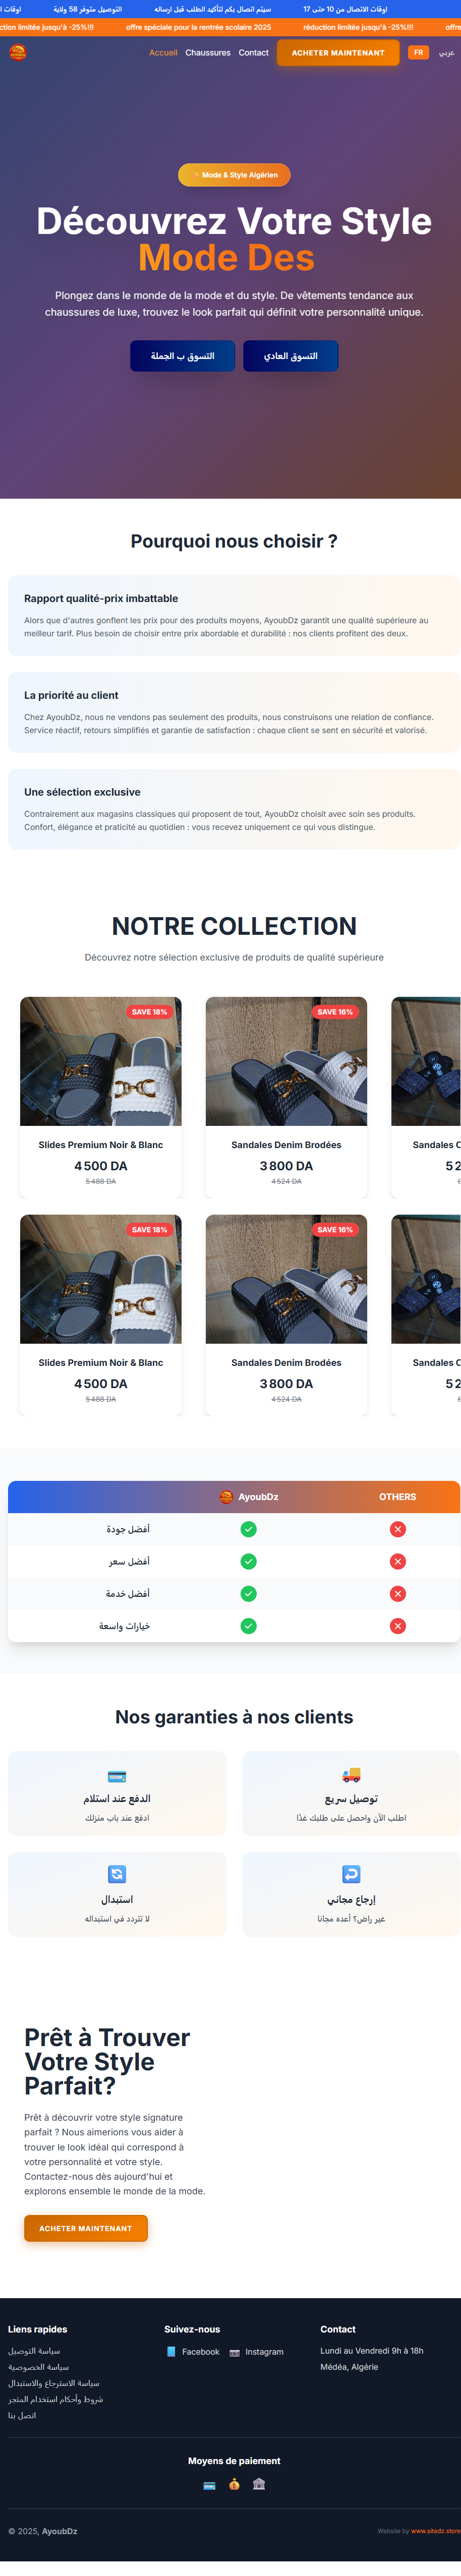 اوقات الاتصال من 10 حتى 17
سيتم اتصال بكم لتأكيد الطلب قبل ارساله
التوصيل متوفر 58 ولاية
réduction limitée jusqu'à -25%!!!
offre spéciale pour la rentrée scolaire 2025
réduction limitée jusqu'à -25%!!!
Accueil Chaussures Contact ACHETER MAINTENANT FR عربي
Mode & Style Algérien
Découvrez Votre Style
Mode Des
Plongez dans le monde de la mode et du style. De vêtements tendance aux
chaussures de luxe, trouvez le look parfait qui définit votre personnalité unique.
التسوق ب الجملة
التسوق العادي
Pourquoi nous choisir ?
Rapport qualité-prix imbattable
Alors que d'autres gonflent les prix pour des produits moyens, AyoubDz garantit une qualité supérieure au
meilleur tarif. Plus besoin de choisir entre prix abordable et durabilité : nos clients profitent des deux.
La priorité au client
Chez AyoubDz, nous ne vendons pas seulement des produits, nous construisons une relation de confiance.
Service réactif, retours simplifiés et garantie de satisfaction : chaque client se sent en sécurité et valorisé.
Une sélection exclusive
Contrairement aux magasins classiques qui proposent de tout, AyoubDz choisit avec soin ses produits.
Confort, élégance et praticité au quotidien : vous recevez uniquement ce qui vous distingue.
NOTRE COLLECTION
Découvrez notre sélection exclusive de produits de qualité supérieure
SAVE 18%
SAVE 16%
Slides Premium Noir & Blanc
4 500 DA
5 488 DA
Sandales Denim Brodées
3 800 DA
4 524 DA
Sandales
5 2
SAVE 18%
SAVE 16%
Slides Premium Noir & Blanc
4 500 DA
5 488 DA
Sandales Denim Brodées
3 800 DA
4 524 DA
Sandales
5 2
AyoubDz OTHERS
أفضل جودة
أفضل سعر
أفضل خدمة
خيارات واسعة
Nos garanties à nos clients
الدفع عند استلام
ادفع عند باب منزلك
توصيل سريع
اطلب الآن واحصل على طلبك غدًا
استبدال
لا تتردد في استبداله
إرجاع مجاني
غير راض؟ أعده مجانا
Prêt à Trouver
Votre Style
Parfait?
Prêt à découvrir votre style signature
parfait ? Nous aimerions vous aider à
trouver le look idéal qui correspond à
votre personnalité et votre style.
Contactez-nous dès aujourd'hui et
explorons ensemble le monde de la mode.
ACHETER MAINTENANT
Liens rapides
سياسة التوصيل
سياسة الخصوصية
سياسة الاسترجاع والاستبدال
شروط وأحكام استخدام المتجر
اتصل بنا
Suivez-nous
Facebook Instagram
Contact
Lundi au Vendredi 9h à 18h
Médéa, Algérie
Moyens de paiement
© 2025, AyoubDz
Website by www.sitedz.store